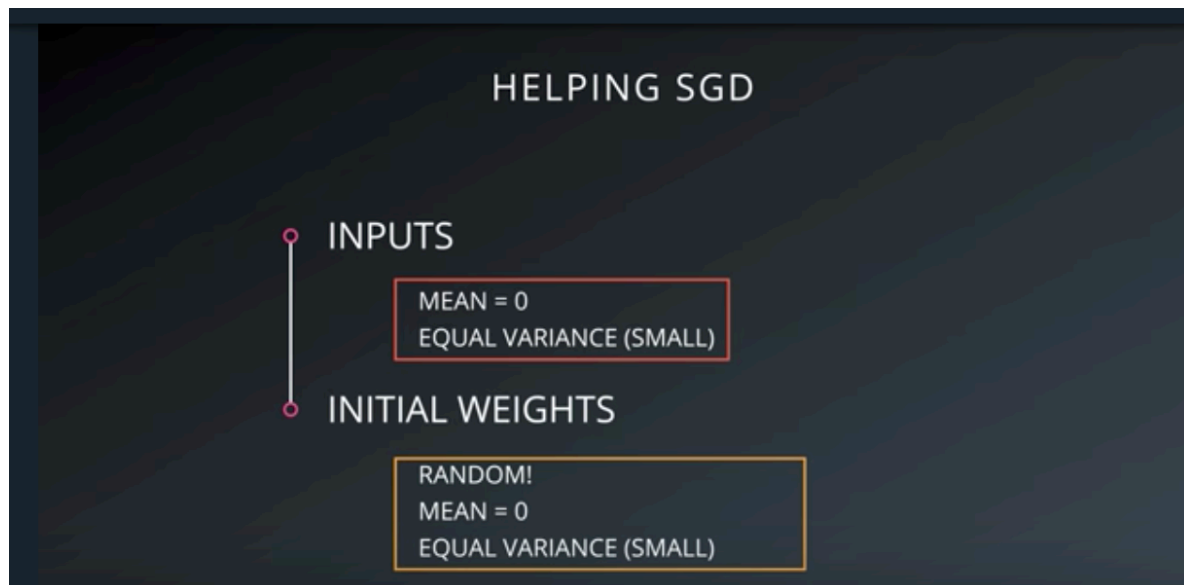 HELPING SGD
INPUTS
MEAN = 0
EQUAL VARIANCE (SMALL)
INITIAL WEIGHTS
RANDOM!
MEAN = 0
EQUAL VARIANCE (SMALL)